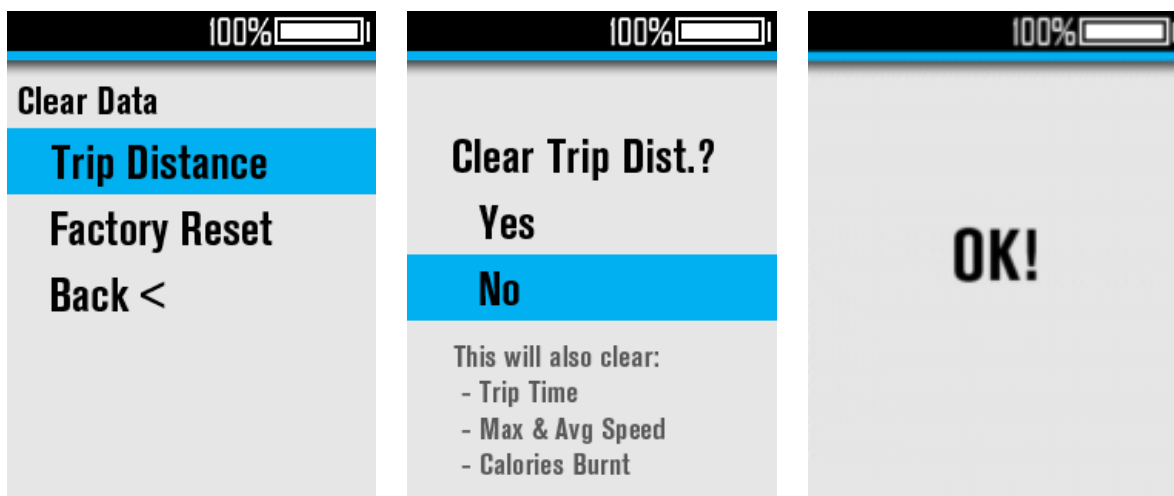 100%
Clear Data
Trip Distance
Factory Reset
Back <
100%
Clear Trip Dist.?
Yes
No
This will also clear:
- Trip Time
- Max & Avg Speed
- Calories Burnt
100%
OK!